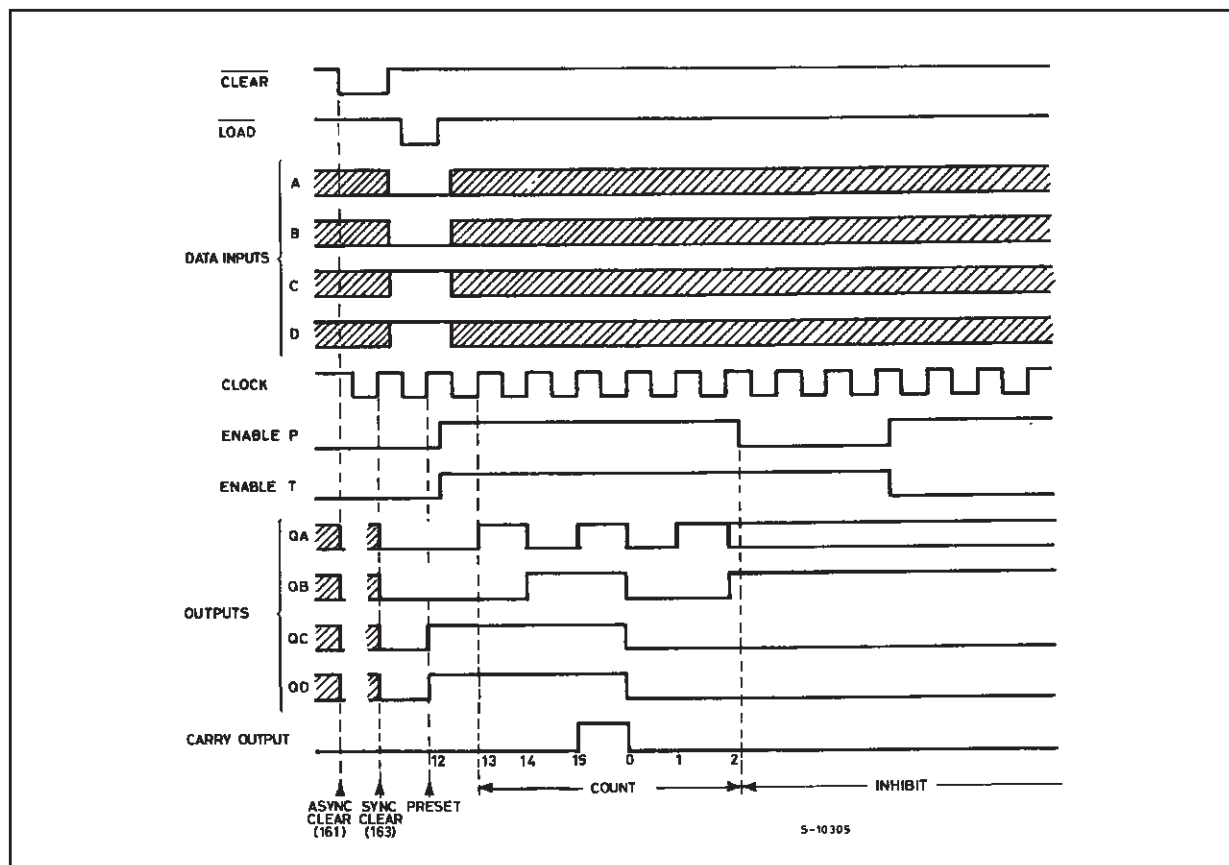 CLEAR
LOAD
A
B
DATA INPUTS
C
D
CLOCK
ENABLE P
ENABLE T
QA
QB
OUTPUTS
QC
QD
CARRY OUTPUT
12 13 14 15 0 1 2
COUNT INHIBIT
ASYNC CLEAR (161)
SYNC CLEAR (163)
PRESET
S-10305